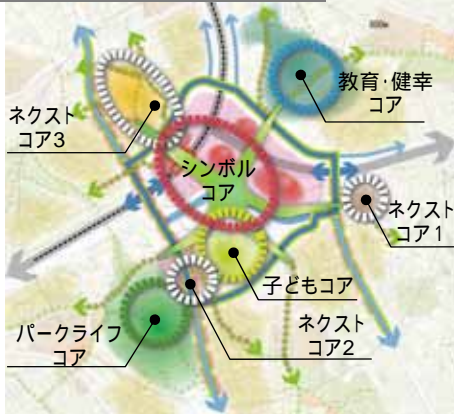 教育・健幸
コア
ネクスト
コア3
シンボル
コア
ネクスト
コア1
子どもコア
ネクスト
コア2
パークライフ
コア